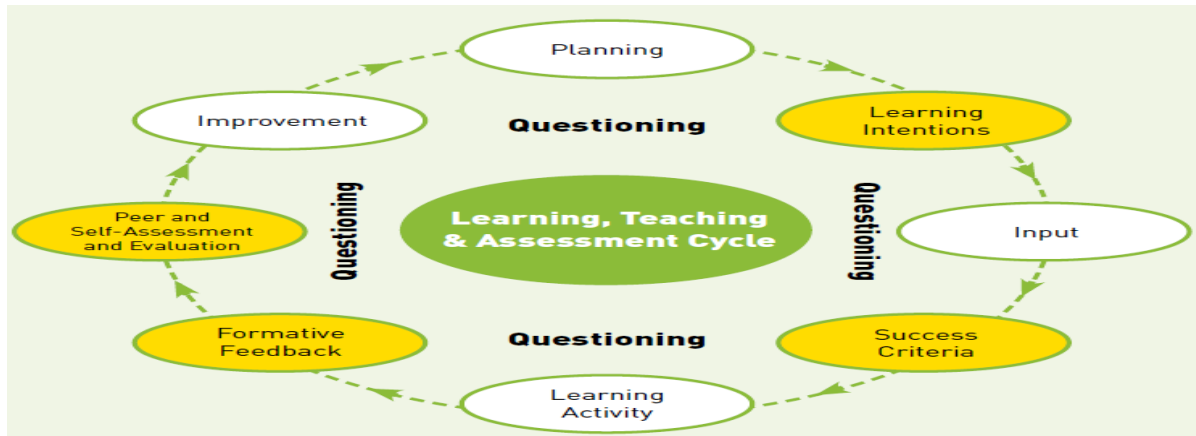 Planning
Improvement
Questioning
Learning
Intentions
Questioning
Questioning
Peer and
Self-Assessment
and Evaluation
Learning, Teaching
& Assessment Cycle
Input
Formative
Feedback
Questioning
Success
Criteria
Learning
Activity